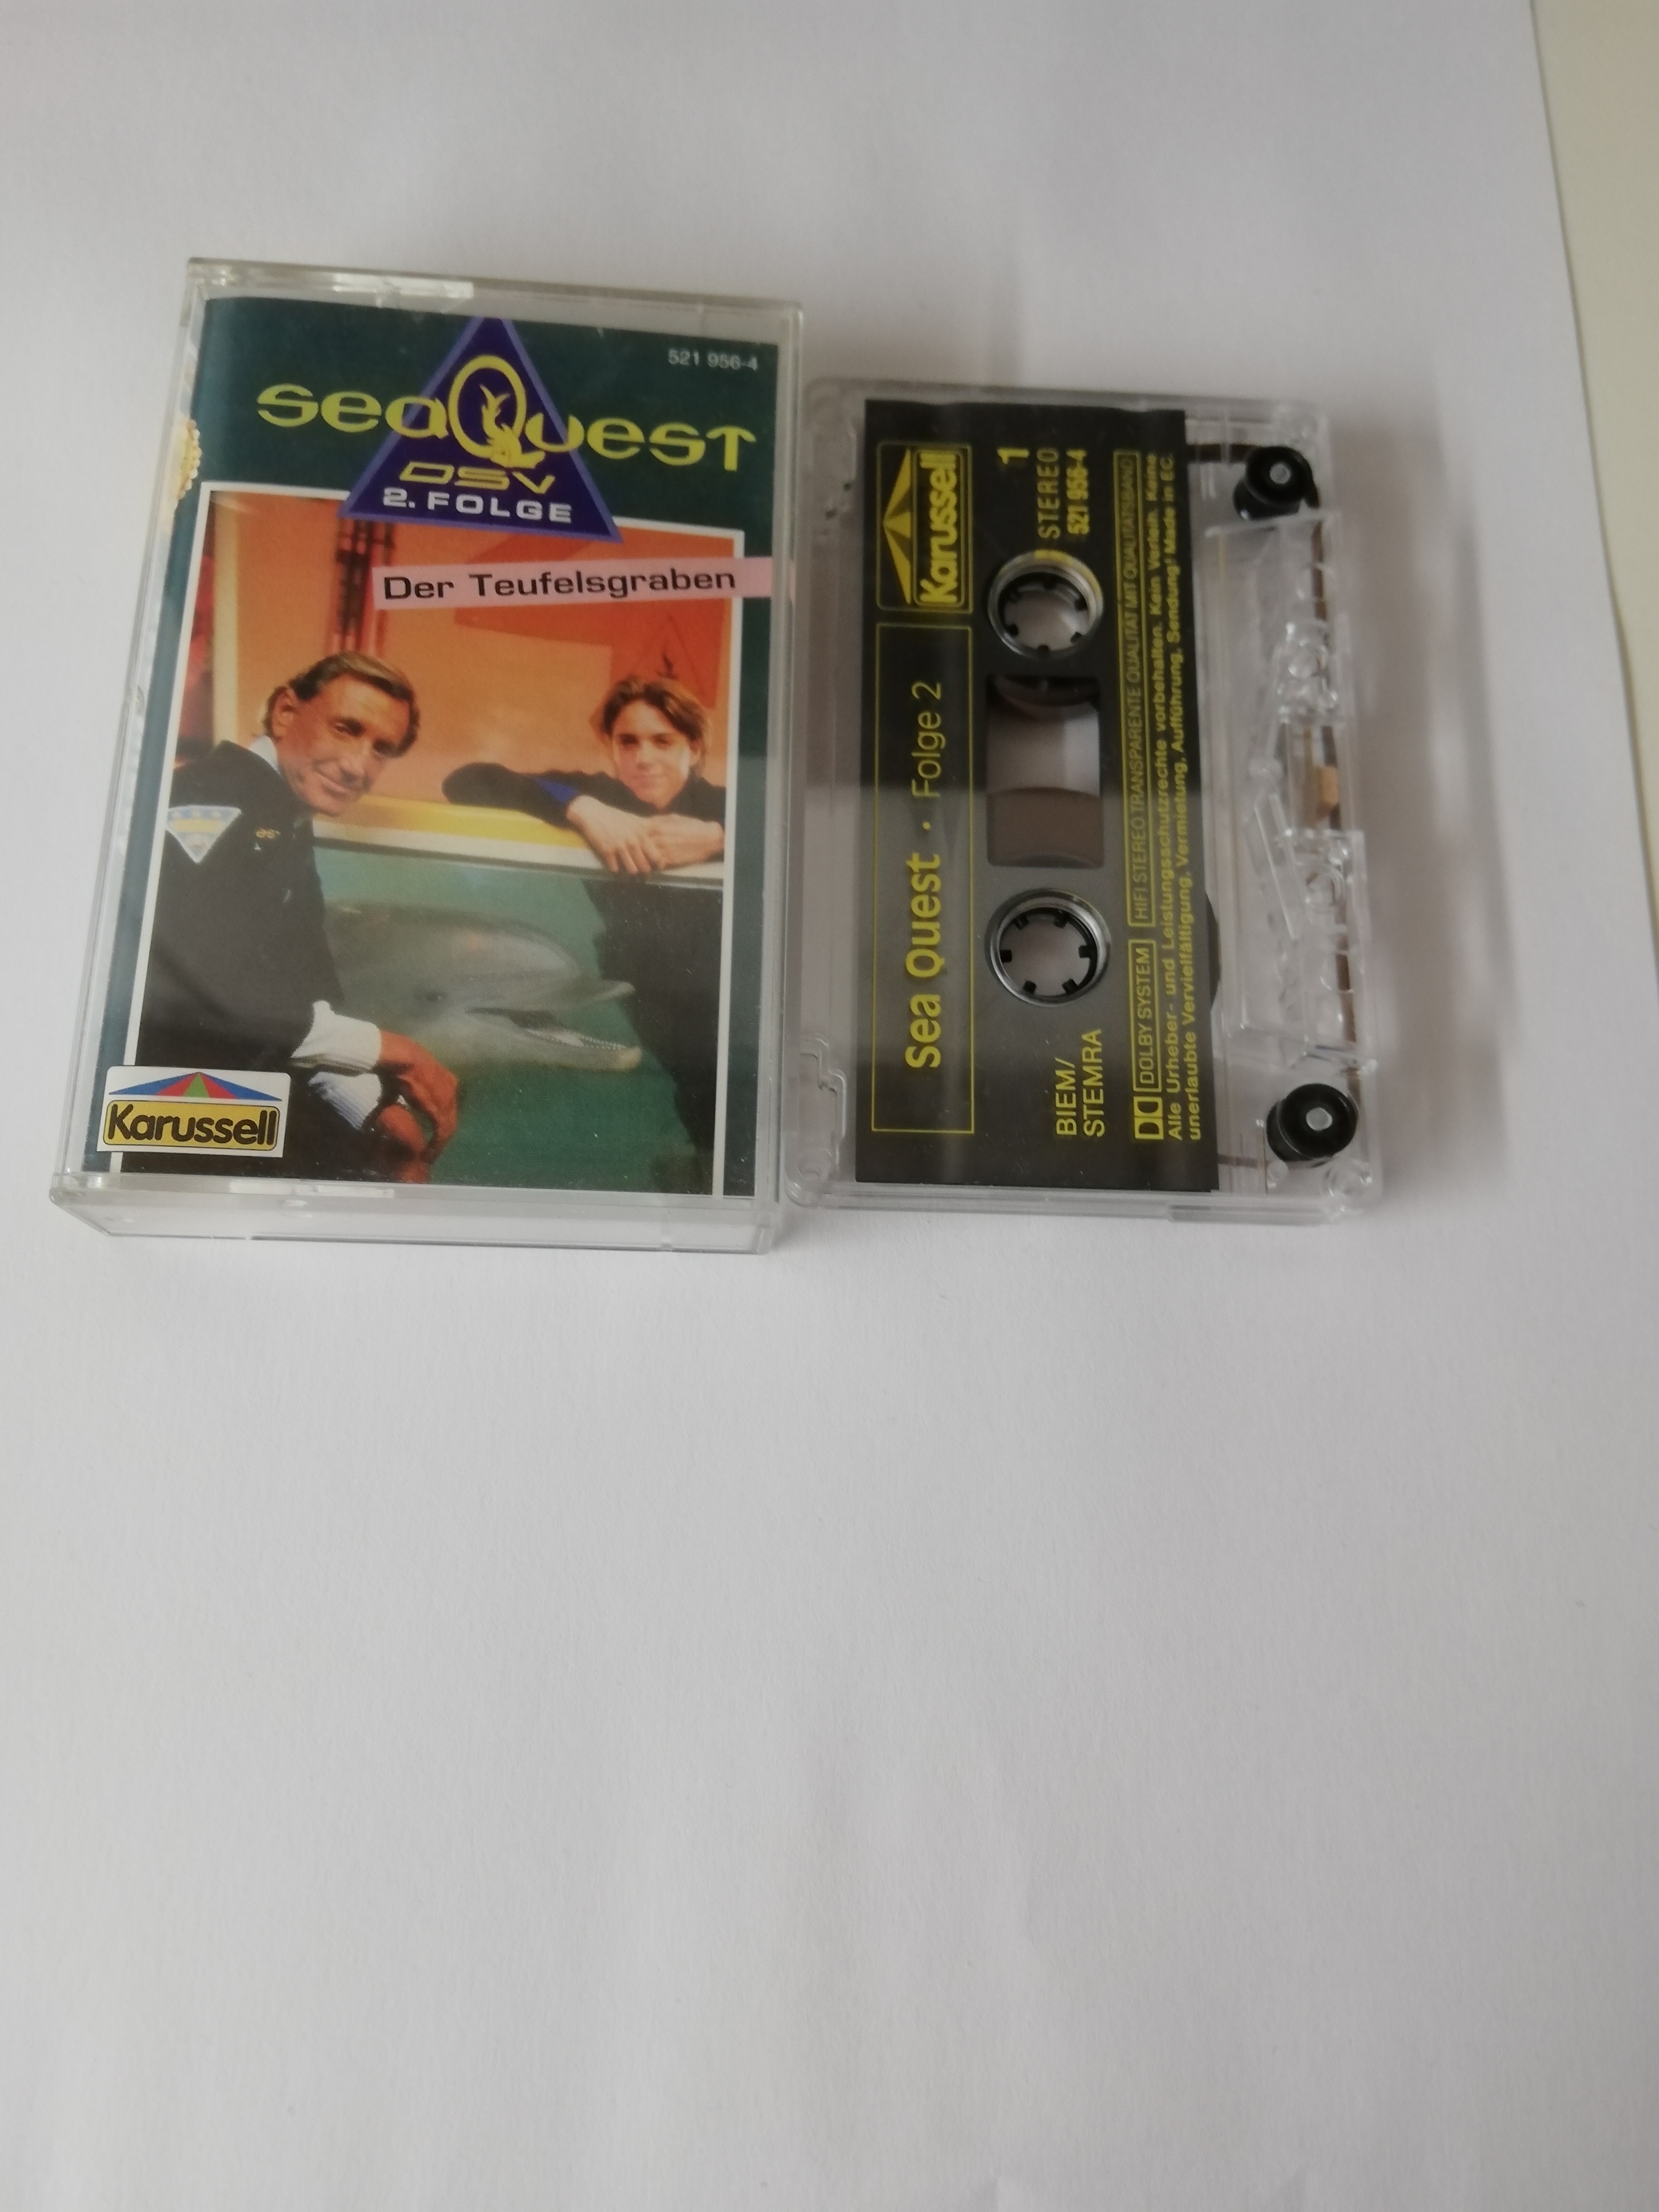 521 956-4
seaQuest
DSV
2. FOLGE
Der Teufelsgraben
Karussell
Karussell
1
STEREO
521 956-4
Sea Quest · Folge 2
BIEM/
STEMRA
DOLBY SYSTEM HIFI STEREO TRANSPARENTE QUALITÄT MIT QUALITÄTSBAND
Alle Urheber- und Leistungsschutzrechte vorbehalten. Kein Verleih. Keine
unerlaubte Vervielfältigung, Vermietung, Aufführung, Sendung! Made in EC.